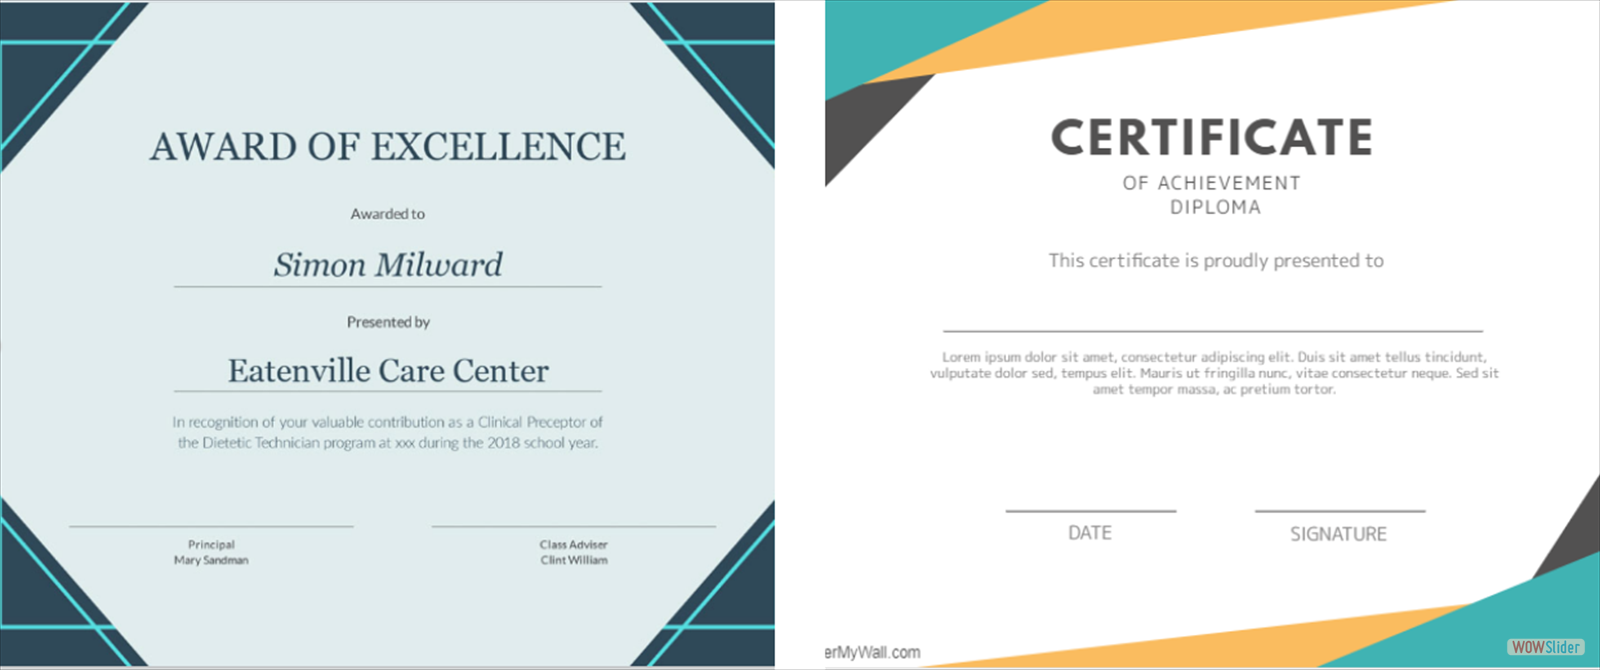 AWARD OF EXCELLENCE
Awarded to
Simon Milward
Presented by
Eatenville Care Center
In recognition of your valuable contribution as a Clinical Preceptor of
the Dietetic Technician program at xxx during the 2018 school year.
Principal
Mary Sandman
Class Adviser
Clint William
CERTIFICATE
OF ACHIEVEMENT
DIPLOMA
This certificate is proudly presented to
Lorem ipsum dolor sit amet, consectetur adipiscing elit. Duis sit amet tellus tincidunt,
vulputate dolor sed, tempus elit. Mauris ut fringilla nunc, vitae consectetur neque. Sed sit
amet tempor massa, ac pretium tortor.
DATE
SIGNATURE
erMyWall.com
WOWSlider